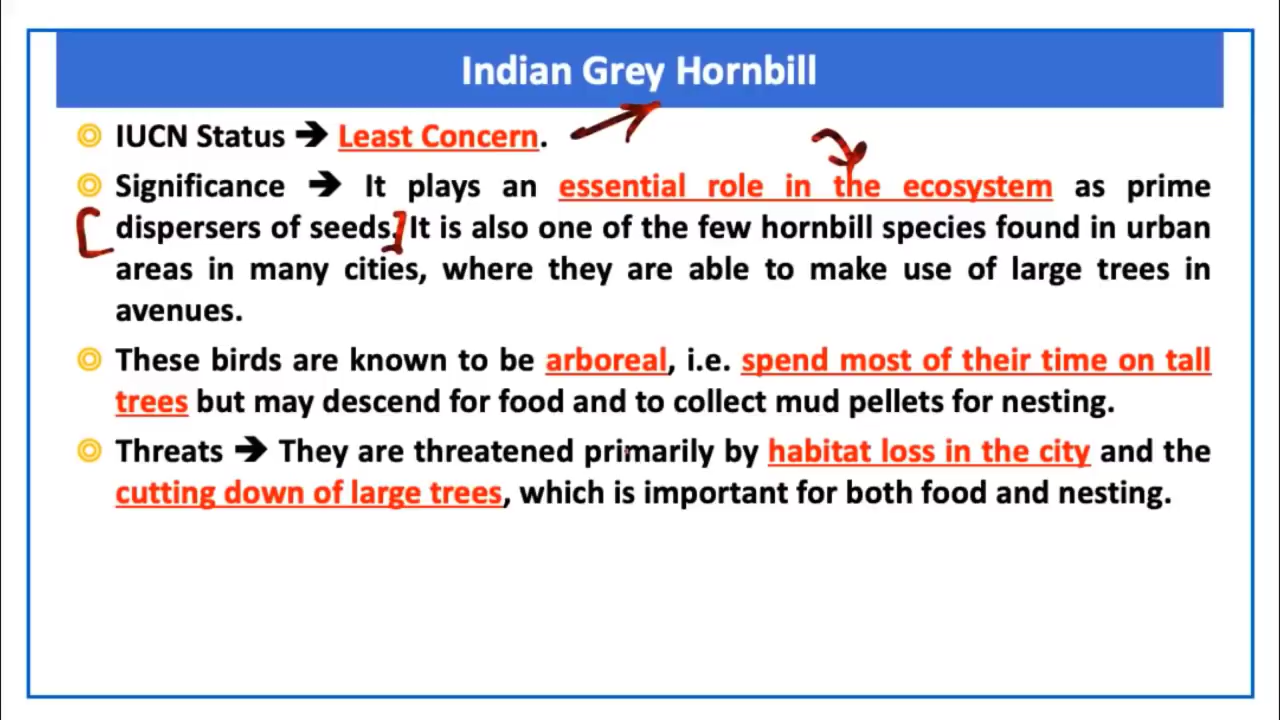 Indian Grey Hornbill
IUCN Status → Least Concern.
Significance → It plays an essential role in the ecosystem as prime
dispersers of seeds. It is also one of the few hornbill species found in urban
areas in many cities, where they are able to make use of large trees in
avenues.
These birds are known to be arboreal, i.e. spend most of their time on tall
trees but may descend for food and to collect mud pellets for nesting.
Threats → They are threatened primarily by habitat loss in the city and the
cutting down of large trees, which is important for both food and nesting.